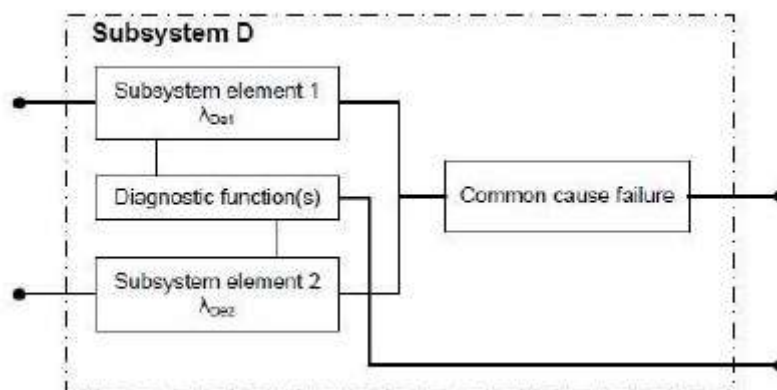 Subsystem D
Subsystem element 1
λDe1
Diagnostic function(s)
Common cause failure
Subsystem element 2
λDe2